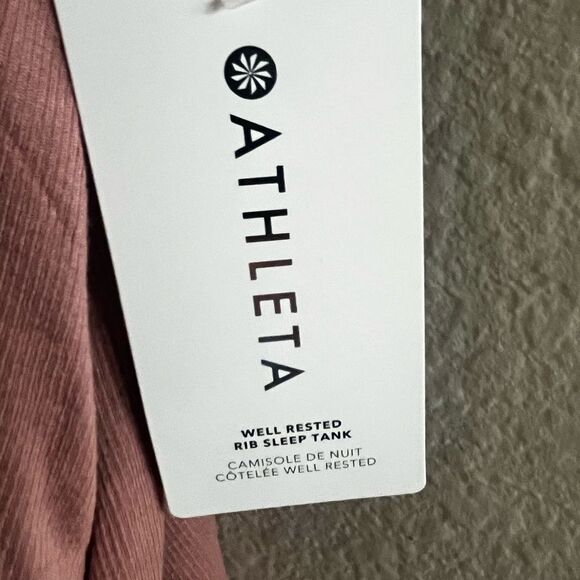 ATHLETA
WELL RESTED
RIB SLEEP TANK
CAMISOLE DE NUIT
CÔTELÉE WELL RESTED